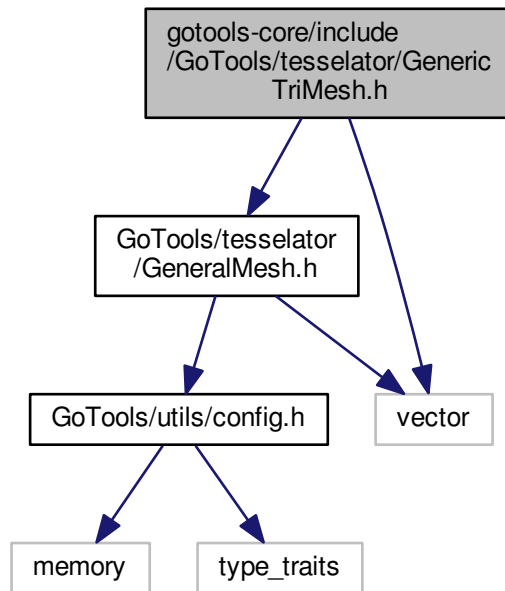 gotools-core/include
/GoTools/tesselator/Generic
TriMesh.h
GoTools/tesselator
/GeneralMesh.h
GoTools/utils/config.h
vector
memory
type_traits